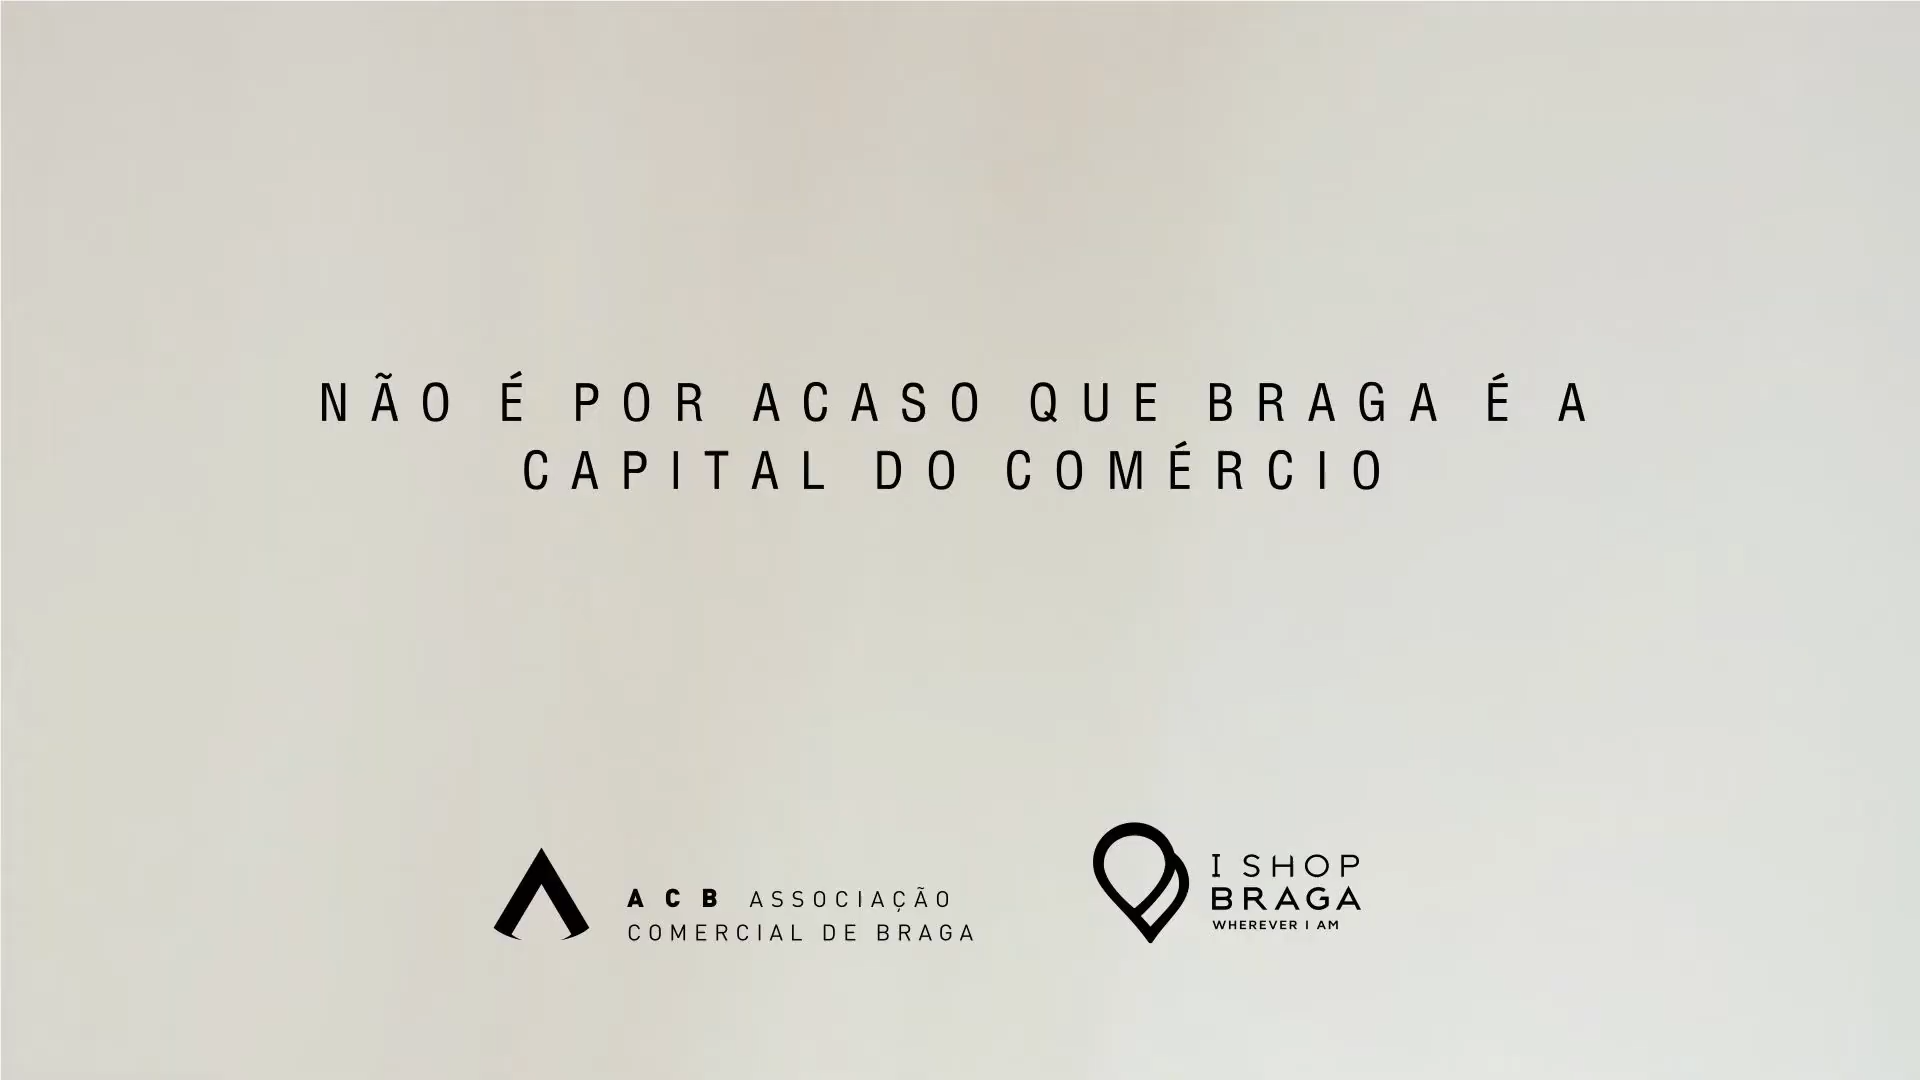 NÃO É POR ACASO QUE BRAGA É A
CAPITAL DO COMÉRCIO
ACB ASSOCIAÇÃO
COMERCIAL DE BRAGA
I SHOP
BRAGA
WHEREVER I AM